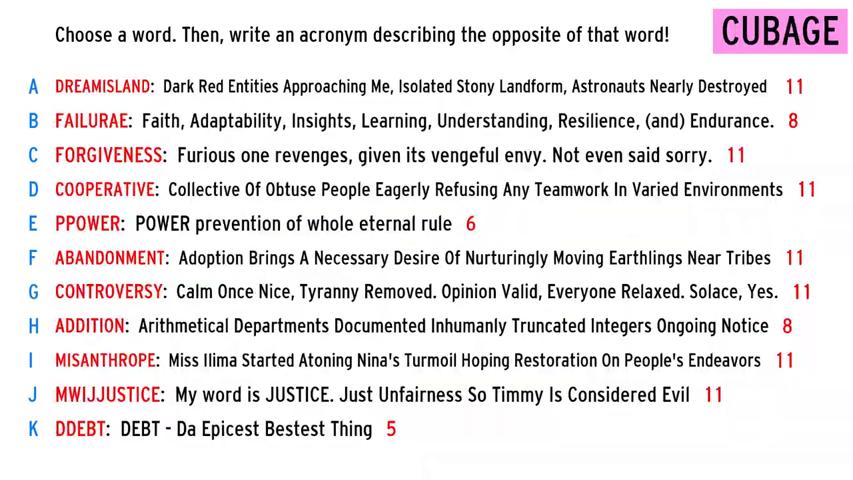 Choose a word. Then, write an acronym describing the opposite of that word!
CUBAGE
A DREAMISLAND: Dark Red Entities Approaching Me, Isolated Stony Landform, Astronauts Nearly Destroyed 11
B FAILURAE: Faith, Adaptability, Insights, Learning, Understanding, Resilience, (and) Endurance. 8
C FORGIVENESS: Furious one revenges, given its vengeful envy. Not even said sorry. 11
D COOPERATIVE: Collective Of Obtuse People Eagerly Refusing Any Teamwork In Varied Environments 11
E PPOWER: POWER prevention of whole eternal rule 6
F ABANDONMENT: Adoption Brings A Necessary Desire Of Nurturingly Moving Earthlings Near Tribes 11
G CONTROVERSY: Calm Once Nice, Tyranny Removed. Opinion Valid, Everyone Relaxed. Solace, Yes. 11
H ADDITION: Arithmetical Departments Documented Inhumanly Truncated Integers Ongoing Notice 8
I MISANTHROPE: Miss Ilima Started Atoning Nina's Turmoil Hoping Restoration On People's Endeavors 11
J MWIJJUSTICE: My word is JUSTICE. Just Unfairness So Timmy Is Considered Evil 11
K DDEBT: DEBT - Da Epicest Bestest Thing 5